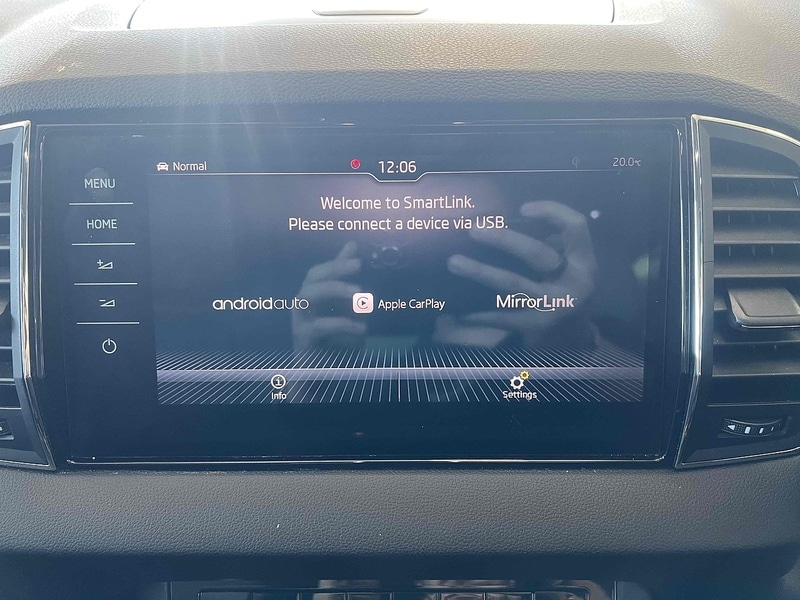 Normal
12:06
20.0°C
MENU
HOME
Welcome to SmartLink.
Please connect a device via USB.
androidauto
Apple CarPlay
MirrorLink
Info
Settings